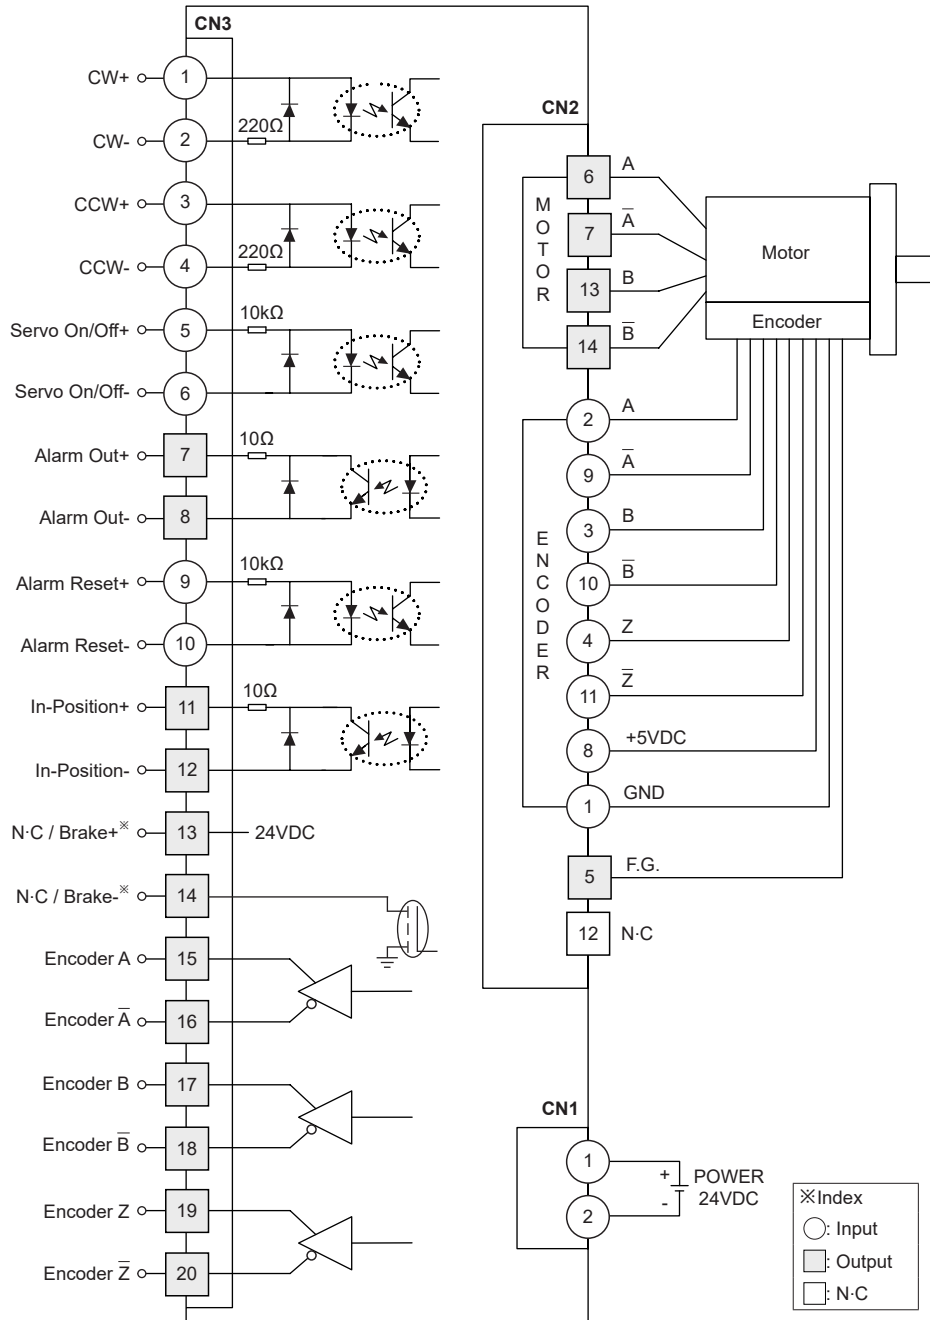 CN3
CW+ 1
CW- 2 220Ω
CCW+ 3
CCW- 4 220Ω
Servo On/Off+ 5 10kΩ
Servo On/Off- 6
Alarm Out+ 7 10Ω
Alarm Out- 8
Alarm Reset+ 9 10kΩ
Alarm Reset- 10
In-Position+ 11 10Ω
In-Position- 12
N·C / Brake+※ 13 24VDC
N·C / Brake-※ 14
Encoder A 15
Encoder A̅ 16
Encoder B 17
Encoder B̅ 18
Encoder Z 19
Encoder Z̅ 20
CN2
MOTOR
6 A
7 A̅
13 B
14 B̅
Motor
Encoder
ENCODER
2 A
9 A̅
3 B
10 B̅
4 Z
11 Z̅
8 +5VDC
1 GND
5 F.G.
12 N·C
CN1
1 +
2 -
POWER
24VDC
※Index
: Input
: Output
: N·C